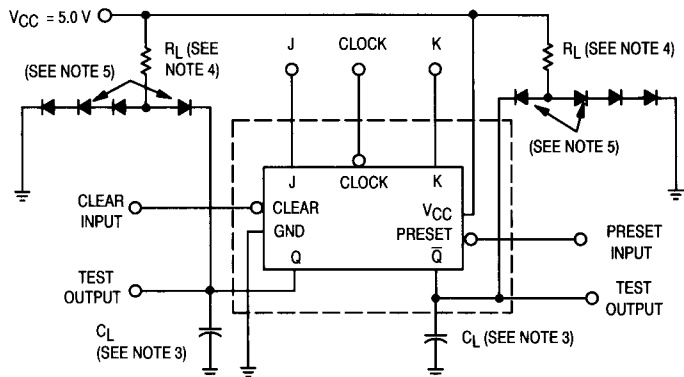 VCC = 5.0 V
RL (SEE NOTE 4)
(SEE NOTE 5)
J
CLOCK
K
RL (SEE NOTE 4)
(SEE NOTE 5)
J
CLOCK
K
CLEAR INPUT
CLEAR
GND
VCC
PRESET
PRESET INPUT
Q
Q̅
TEST OUTPUT
TEST OUTPUT
CL (SEE NOTE 3)
CL (SEE NOTE 3)